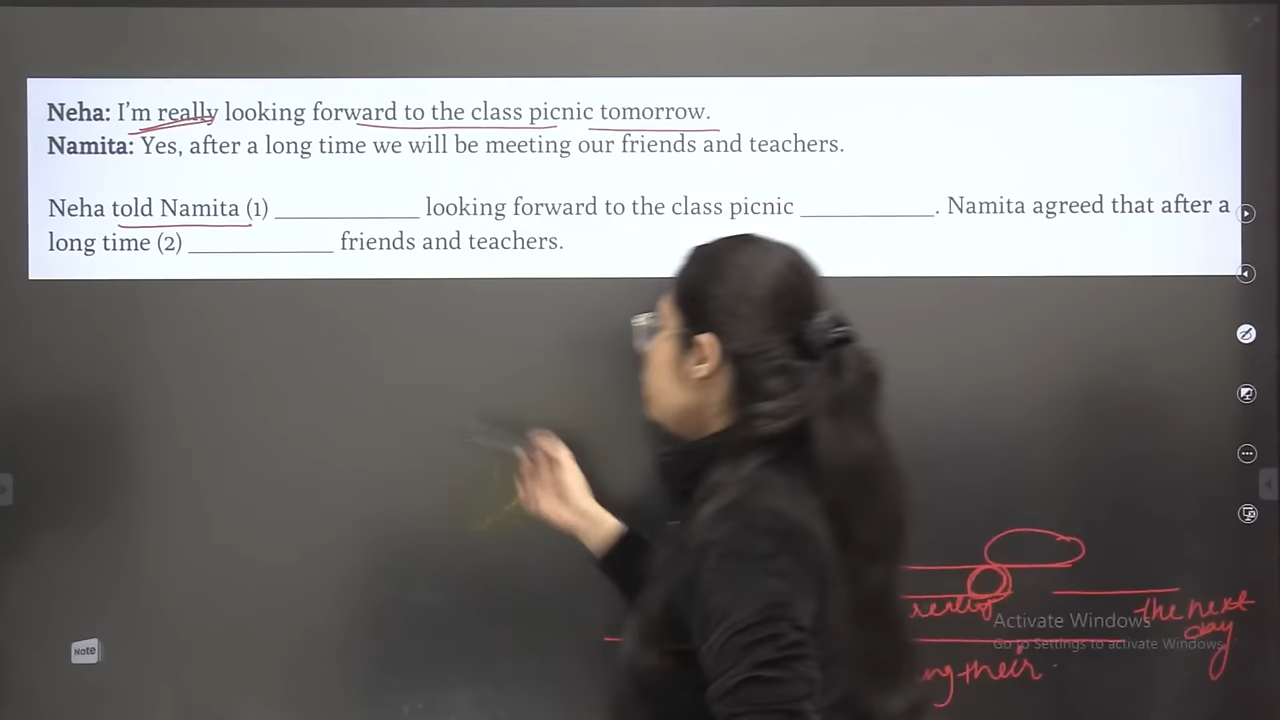 Neha: I'm really looking forward to the class picnic tomorrow.
Namita: Yes, after a long time we will be meeting our friends and teachers.
Neha told Namita (1) ____________ looking forward to the class picnic ___________. Namita agreed that after a
long time (2) ____________ friends and teachers.
really
the next
day.
Activate Windows
Go to Settings to activate Windows.
their
Note